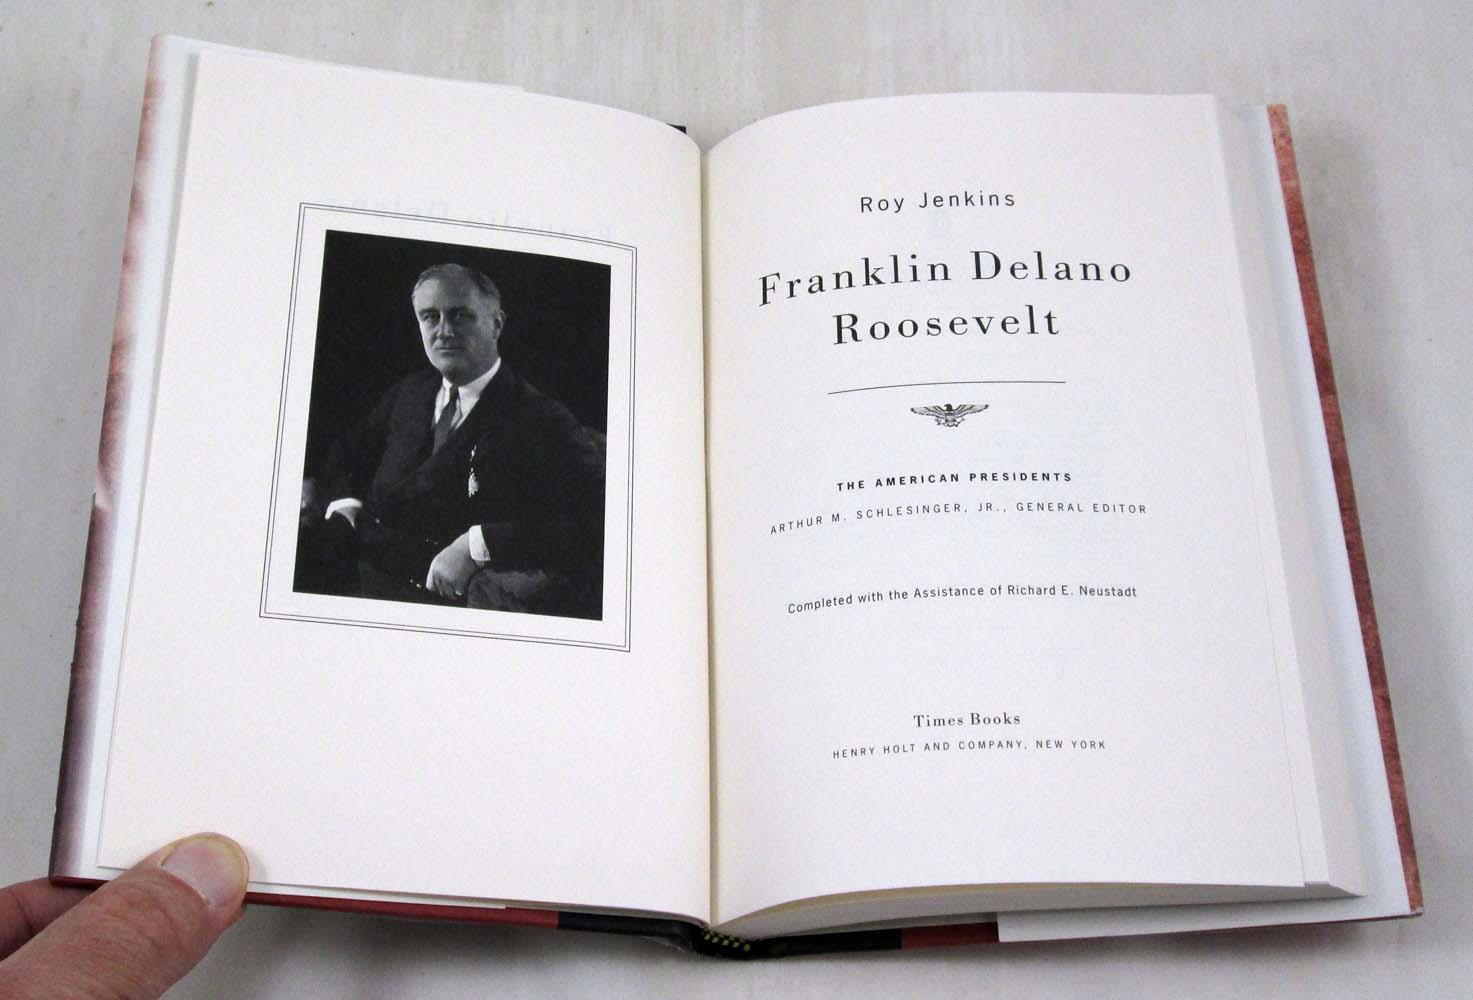 Roy Jenkins
Franklin Delano
Roosevelt
THE AMERICAN PRESIDENTS
ARTHUR M. SCHLESINGER, JR., GENERAL EDITOR
Completed with the Assistance of Richard E. Neustadt
Times Books
HENRY HOLT AND COMPANY, NEW YORK